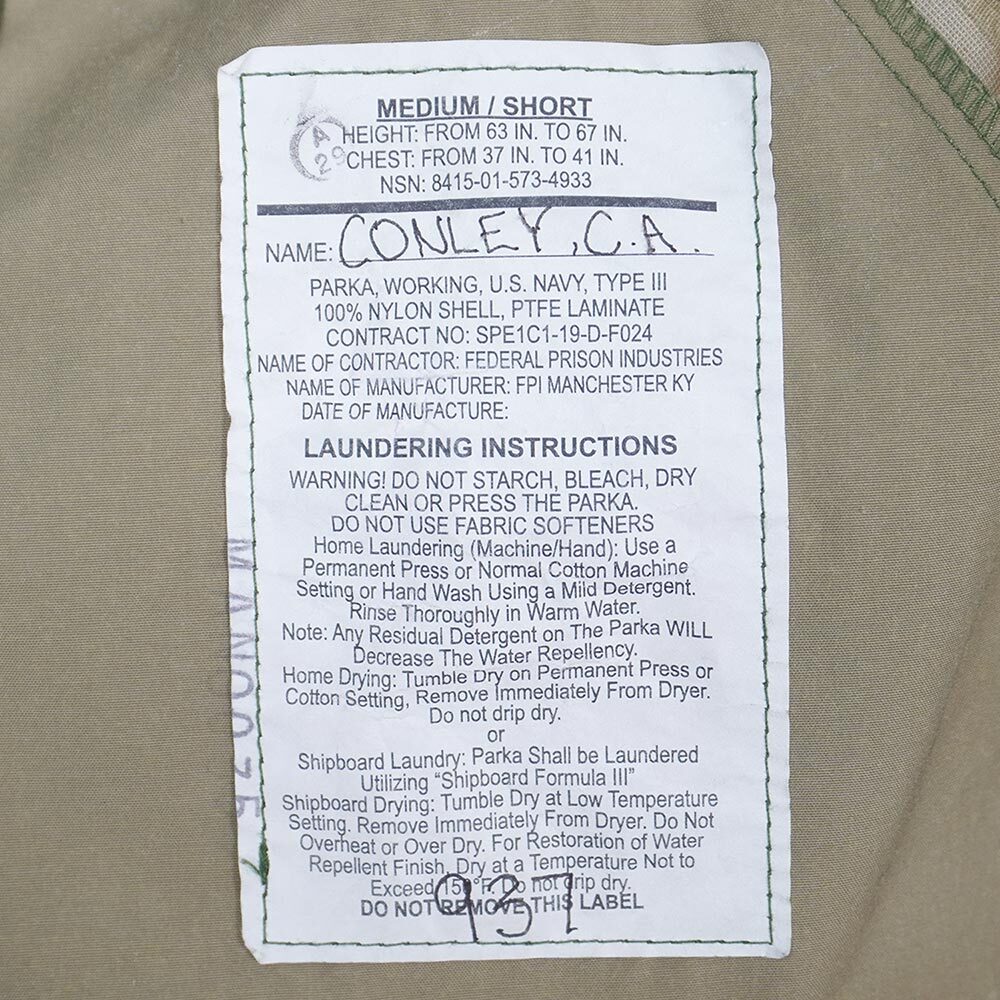 MEDIUM / SHORT
HEIGHT: FROM 63 IN. TO 67 IN.
CHEST: FROM 37 IN. TO 41 IN.
NSN: 8415-01-573-4933
A
29
NAME: CONLEY, C.A.
PARKA, WORKING, U.S. NAVY, TYPE III
100% NYLON SHELL, PTFE LAMINATE
CONTRACT NO: SPE1C1-19-D-F024
NAME OF CONTRACTOR: FEDERAL PRISON INDUSTRIES
NAME OF MANUFACTURER: FPI MANCHESTER KY
DATE OF MANUFACTURE:
LAUNDERING INSTRUCTIONS
WARNING! DO NOT STARCH, BLEACH, DRY
CLEAN OR PRESS THE PARKA.
DO NOT USE FABRIC SOFTENERS
Home Laundering (Machine/Hand): Use a
Permanent Press or Normal Cotton Machine
Setting or Hand Wash Using a Mild Detergent.
Rinse Thoroughly in Warm Water.
Note: Any Residual Detergent on The Parka WILL
Decrease The Water Repellency.
Home Drying: Tumble Dry on Permanent Press or
Cotton Setting, Remove Immediately From Dryer.
Do not drip dry.
or
Shipboard Laundry: Parka Shall be Laundered
Utilizing “Shipboard Formula III”
Shipboard Drying: Tumble Dry at Low Temperature
Setting. Remove Immediately From Dryer. Do Not
Overheat or Over Dry. For Restoration of Water
Repellent Finish, Dry at a Temperature Not to
Exceed 150°F. Do not drip dry.
DO NOT REMOVE THIS LABEL
937